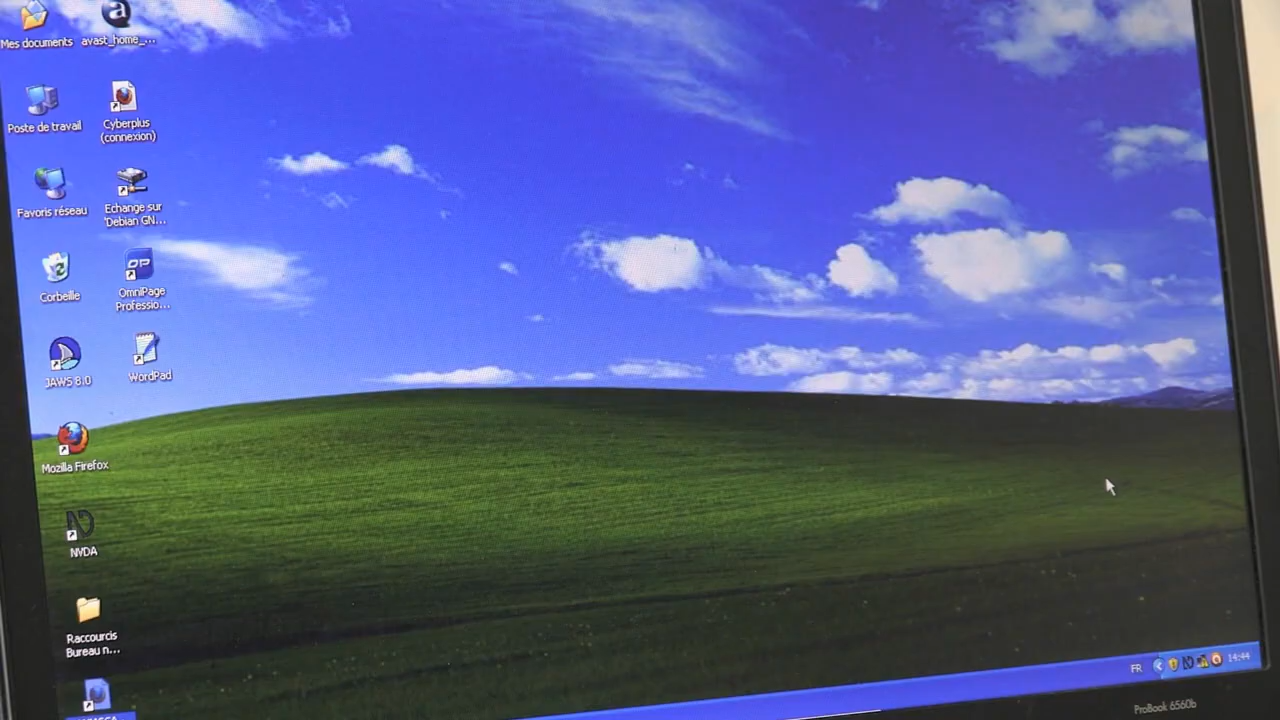 Mes documents
avast_home_...
Poste de travail
Cyberplus
(connexion)
Favoris réseau
Echange sur
'Debian GN...
Corbeille
OmniPage
Professio...
JAWS 8.0
WordPad
Mozilla Firefox
NVDA
Raccourcis
Bureau n...
FR
14:44
ProBook 6560b